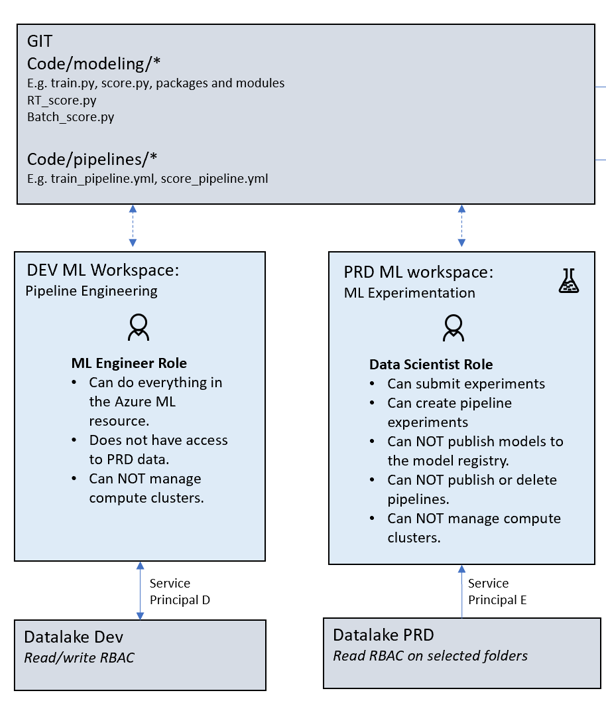 GIT
Code/modeling/*
E.g. train.py, score.py, packages and modules
RT_score.py
Batch_score.py
Code/pipelines/*
E.g. train_pipeline.yml, score_pipeline.yml
DEV ML Workspace:
Pipeline Engineering
ML Engineer Role
• Can do everything in
the Azure ML
resource.
• Does not have access
to PRD data.
• Can NOT manage
compute clusters.
PRD ML workspace:
ML Experimentation
Data Scientist Role
• Can submit experiments
• Can create pipeline
experiments
• Can NOT publish models to
the model registry.
• Can NOT publish or delete
pipelines.
• Can NOT manage compute
clusters.
Service
Principal D
Service
Principal E
Datalake Dev
Read/write RBAC
Datalake PRD
Read RBAC on selected folders